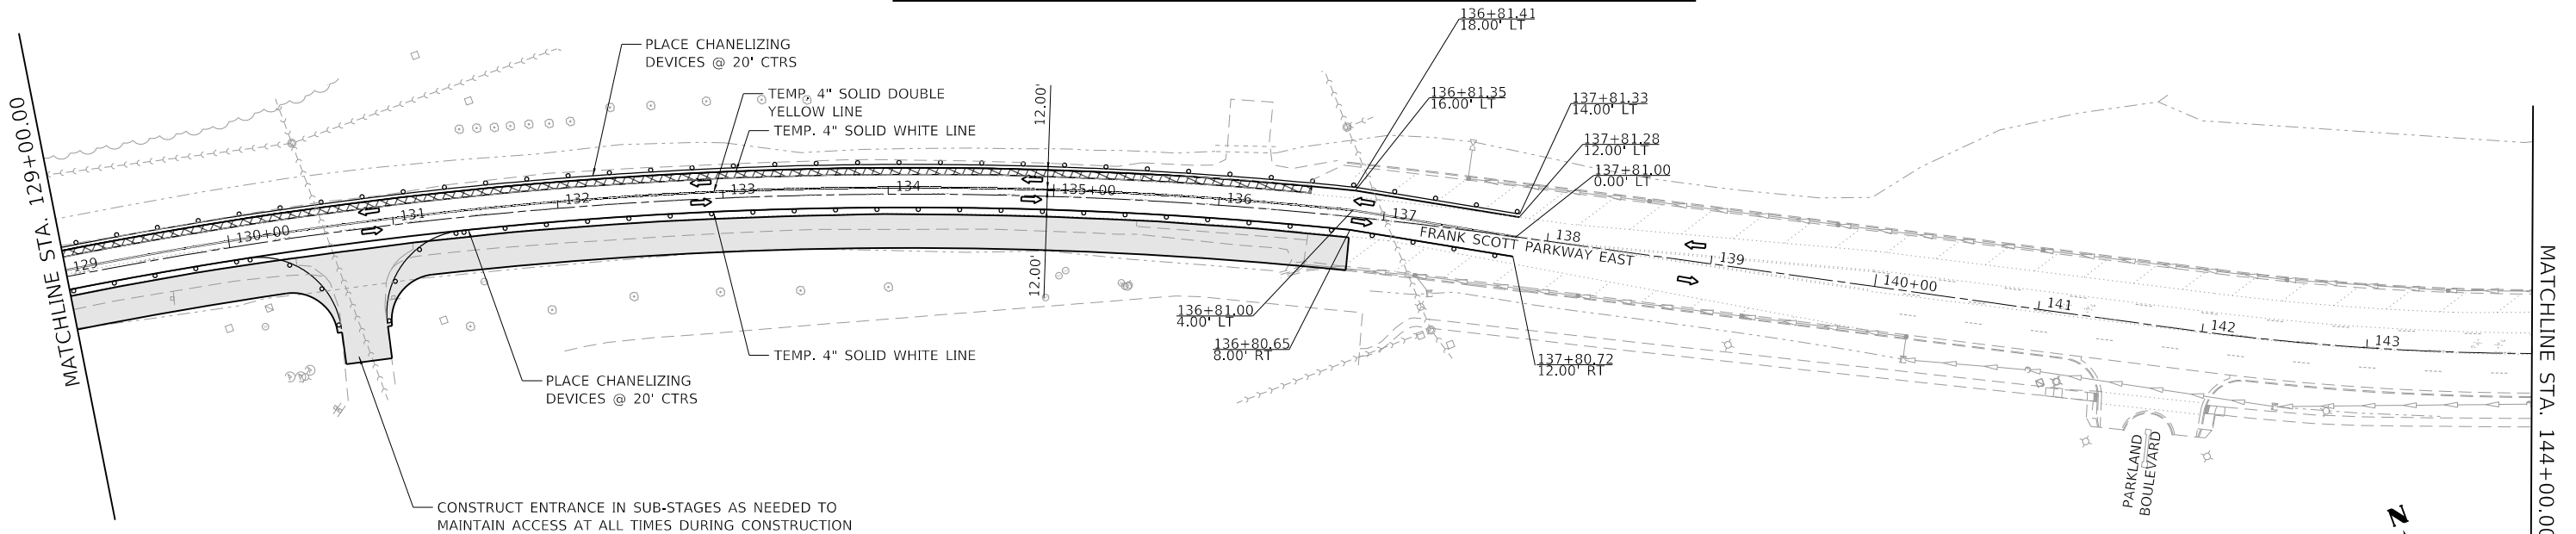 MATCHLINE STA. 129+00.00
PLACE CHANELIZING
DEVICES @ 20' CTRS
TEMP. 4" SOLID DOUBLE
YELLOW LINE
TEMP. 4" SOLID WHITE LINE
12.00'
12.00'
136+81.41
18.00' LT
136+81.35
16.00' LT
137+81.33
14.00' LT
137+81.28
12.00' LT
137+81.00
0.00' LT
129
130+00
131
132
133
134
135+00
136
137
138
139
140+00
141
142
143
FRANK SCOTT PARKWAY EAST
136+81.00
4.00' LT
136+80.65
8.00' RT
137+80.72
12.00' RT
TEMP. 4" SOLID WHITE LINE
PLACE CHANELIZING
DEVICES @ 20' CTRS
CONSTRUCT ENTRANCE IN SUB-STAGES AS NEEDED TO
MAINTAIN ACCESS AT ALL TIMES DURING CONSTRUCTION
PARKLAND
BOULEVARD
N
MATCHLINE STA. 144+00.00